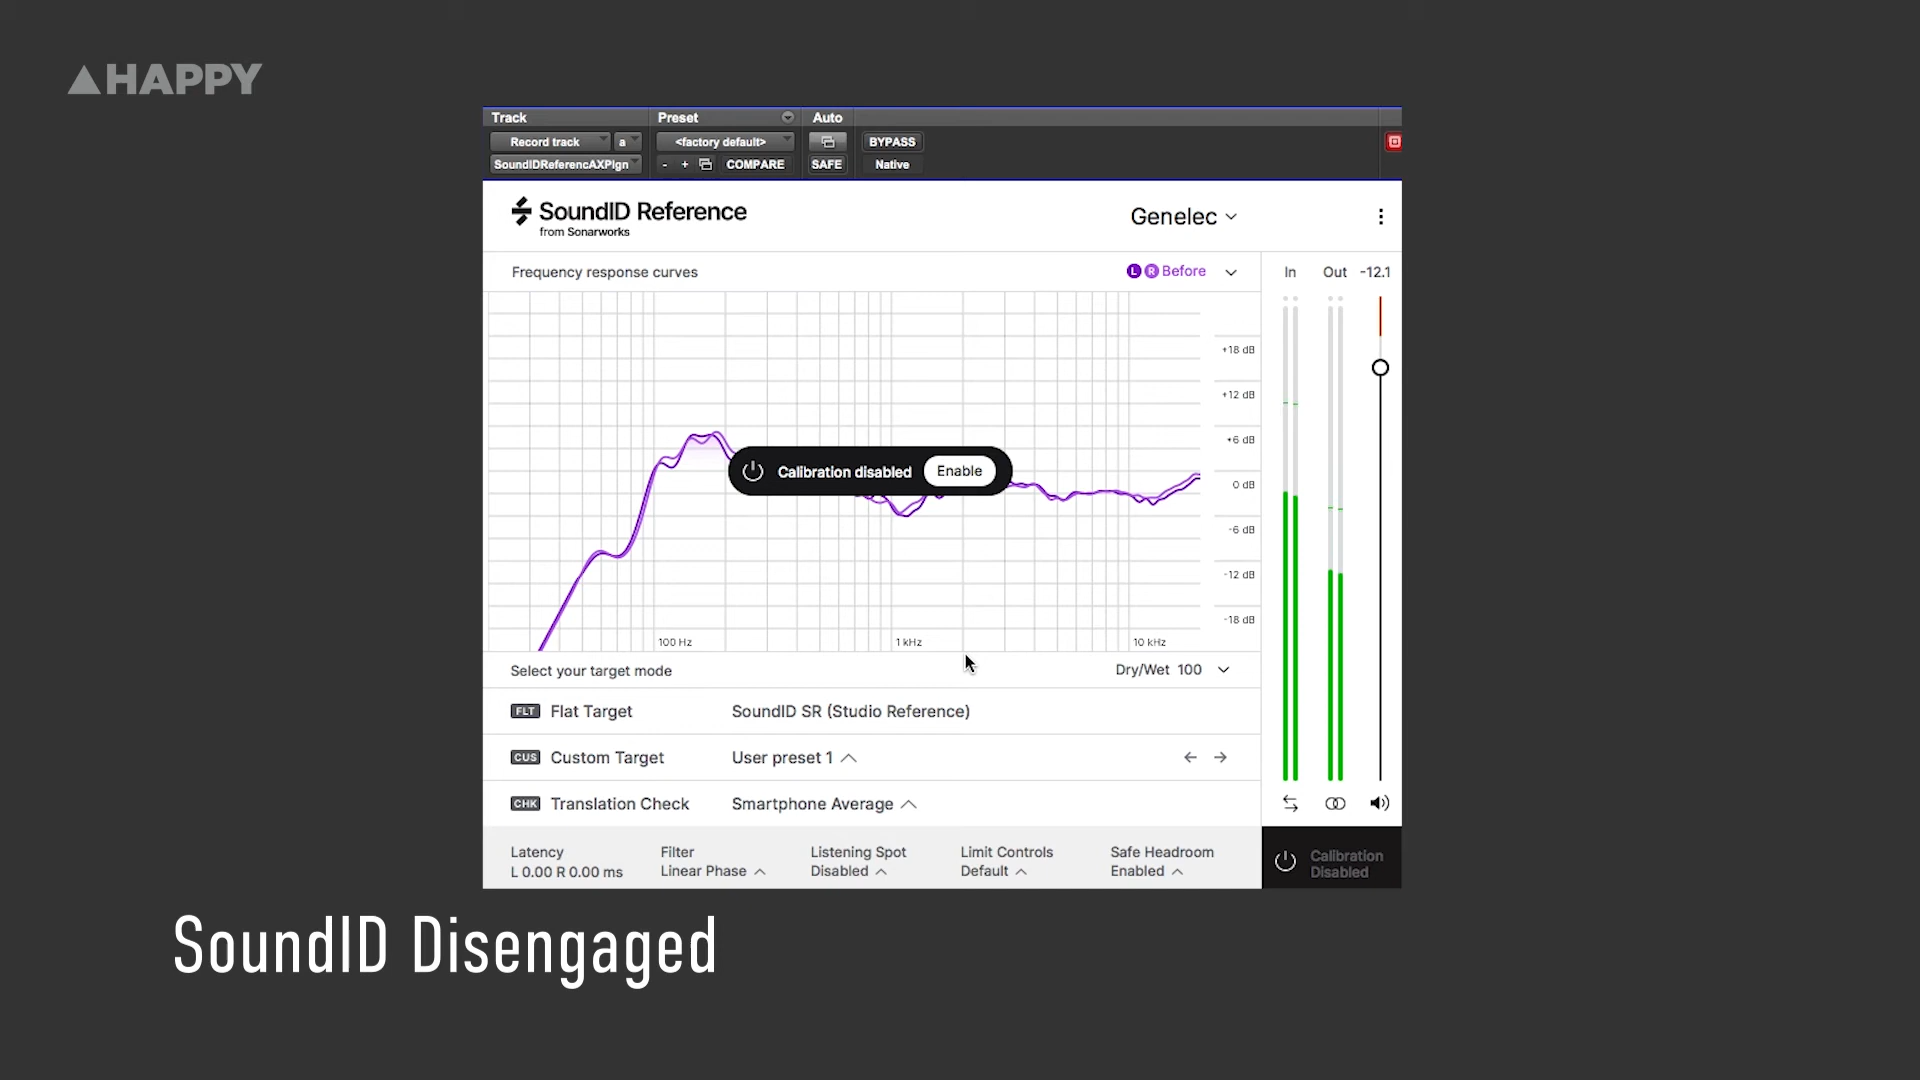 HAPPY
Track Preset Auto
Record track a <factory default> BYPASS
SoundIDReferencAXPlgn - + COMPARE SAFE Native
SoundID Reference
from Sonarworks
Genelec
Frequency response curves L R Before In Out -12.1
+18 dB
+12 dB
+6 dB
0 dB
-6 dB
-12 dB
-18 dB
Calibration disabled Enable
100 Hz 1 kHz 10 kHz
Select your target mode Dry/Wet 100
FLT Flat Target SoundID SR (Studio Reference)
CUS Custom Target User preset 1
CHK Translation Check Smartphone Average
Latency Filter Listening Spot Limit Controls Safe Headroom
L 0.00 R 0.00 ms Linear Phase Disabled Default Enabled
Calibration
Disabled
SoundID Disengaged